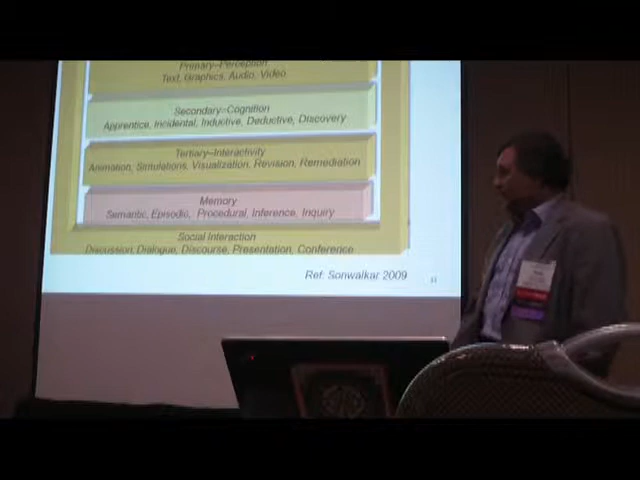 Primary–Perception
Text, Graphics, Audio, Video
Secondary–Cognition
Apprentice, Incidental, Inductive, Deductive, Discovery
Tertiary–Interactivity
Animation, Simulations, Visualization, Revision, Remediation
Memory
Semantic, Episodic, Procedural, Inference, Inquiry
Social Interaction
Discussion, Dialogue, Discourse, Presentation, Conference
Ref: Sonwalkar 2009